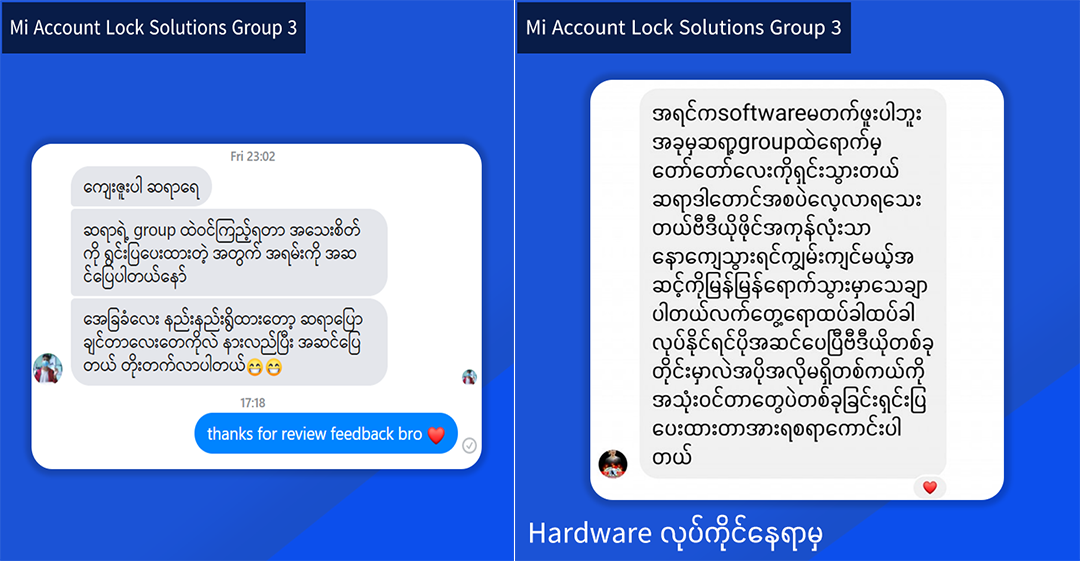 Mi Account Lock Solutions Group 3
Fri 23:02
ကျေးဇူးပါ ဆရာရေ
ဆရာရဲ့ group ထဲဝင်ကြည့်ရတာ အသေးစိတ်
ကို ရှင်းပြပေးထားတဲ့ အတွက် အရမ်းကို အဆ
င်ပြေပါတယ်နော်
အေခြခံလေး နည်းနည်းရှိထားတော့ ဆရာပြော
ချင်တာလေးတေကိုလဲ နားလည်ပြီး အဆင်ပြေ
တယ် တိုးတက်လာပါတယ်😁😁
17:18
thanks for review feedback bro ❤️
Mi Account Lock Solutions Group 3
အရင်ကsoftwareမတက်ဖူးပါဘူး
အခုမှဆရာ့groupထဲရောက်မှ
တော်တော်လေးကိုရှင်းသွားတယ်
ဆရာဒါတောင်အစပဲလေ့လာရသေး
တယ်ဗီဒီယိုဖိုင်အကုန်လုံးသာ
နောကျေသွားရင်ကျွမ်းကျင်မယ့်အ
ဆင့်ကိုမြန်မြန်ရောက်သွားမှာသေချာ
ပါတယ်လက်တွေ့ရောထပ်ခါထပ်ခါ
လုပ်နိုင်ရင်ပိုအဆင်ပေပြီဗီဒီယိုတစ်ခု
တိုင်းမှာလဲအပိုအလိုမရှိတစ်ကယ်ကို
အသုံးဝင်တာတွေပဲတစ်ခုခြင်းရှင်းပြ
ပေးထားတာအားရစရာကောင်းပါ
တယ်
❤️
Hardware လုပ်ကိုင်နေရာမှ